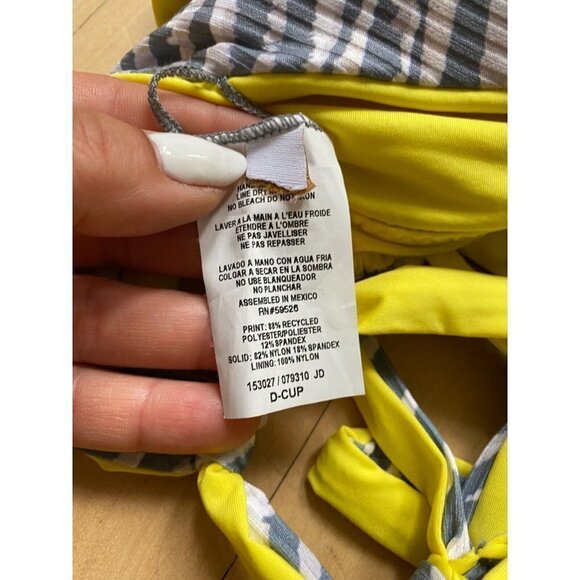 HAND
LINE DRY
NO BLEACH DO NO IRON
LAVER A LA MAIN A L'EAU FROIDE
ETENDRE A L'OMBRE
NE PAS JAVELLISER
NE PAS REPASSER
LAVADO A MANO CON AGUA FRIA
COLGAR A SECAR EN LA SOMBRA
NO USE BLANQUEADOR
NO PLANCHAR
ASSEMBLED IN MEXICO
RN#59526
PRINT: 88% RECYCLED
POLYESTER/POLIESTER
12% SPANDEX
SOLID: 82% NYLON 18% SPANDEX
LINING: 100% NYLON
153027 / 079310 JD
D-CUP